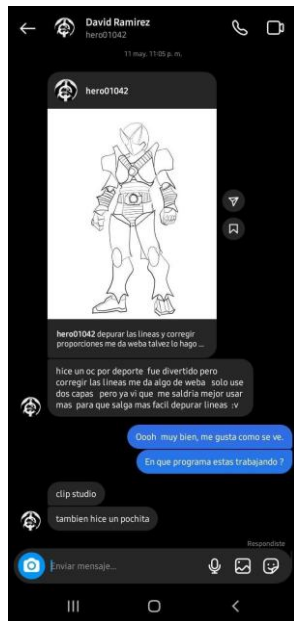 David Ramirez
hero01042
11 may. 11:05 p. m.
hero01042
hero01042 depurar las lineas y corregir
proporciones me da weba talvez lo hago ...
hice un oc por deporte fue divertido pero
corregir las lineas me da algo de weba solo use
dos capas pero ya vi que me saldria mejor usar
mas para que salga mas facil depurar lineas :v
Oooh muy bien, me gusta como se ve.
En que programa estas trabajando ?
clip studio
tambien hice un pochita
Respondiste
Enviar mensaje...